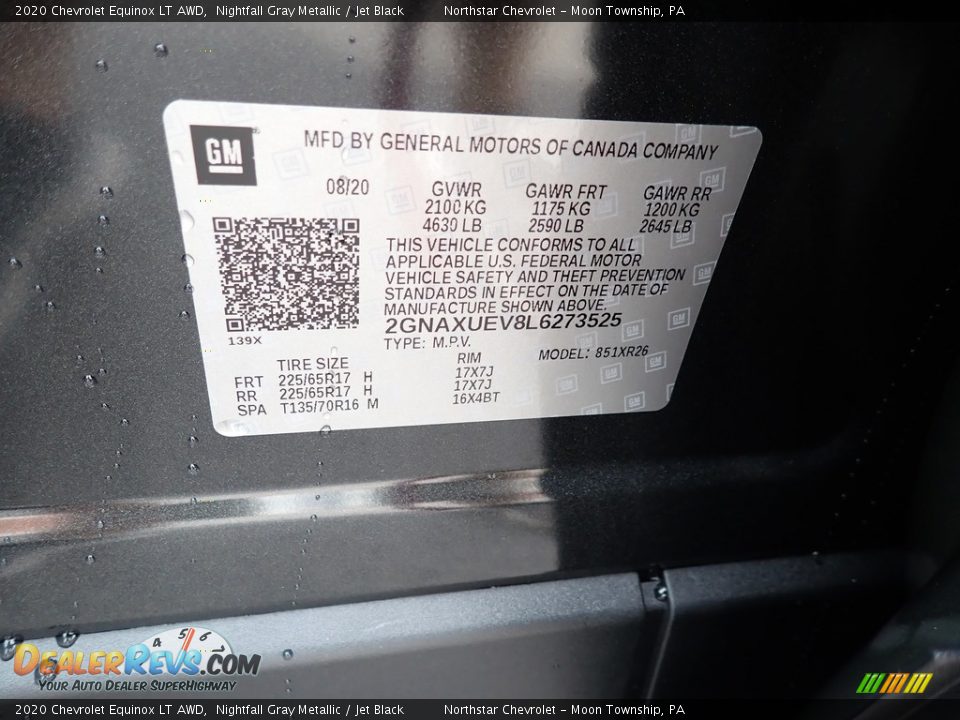 2020 Chevrolet Equinox LT AWD, Nightfall Gray Metallic / Jet Black Northstar Chevrolet - Moon Township, PA
GM
MFD BY GENERAL MOTORS OF CANADA COMPANY
08/20 GVWR GAWR FRT GAWR RR
2100 KG 1175 KG 1200 KG
4630 LB 2590 LB 2645 LB
THIS VEHICLE CONFORMS TO ALL
APPLICABLE U.S. FEDERAL MOTOR
VEHICLE SAFETY AND THEFT PREVENTION
STANDARDS IN EFFECT ON THE DATE OF
MANUFACTURE SHOWN ABOVE.
2GNAXUEV8L6273525
139X
TYPE: M.P.V. MODEL: 851XR26
TIRE SIZE RIM
FRT 225/65R17 H 17X7J
RR 225/65R17 H 17X7J
SPA T135/70R16 M 16X4BT
4 5 6
DealerRevs.com
Your Auto Dealer SuperHighway
2020 Chevrolet Equinox LT AWD, Nightfall Gray Metallic / Jet Black Northstar Chevrolet - Moon Township, PA